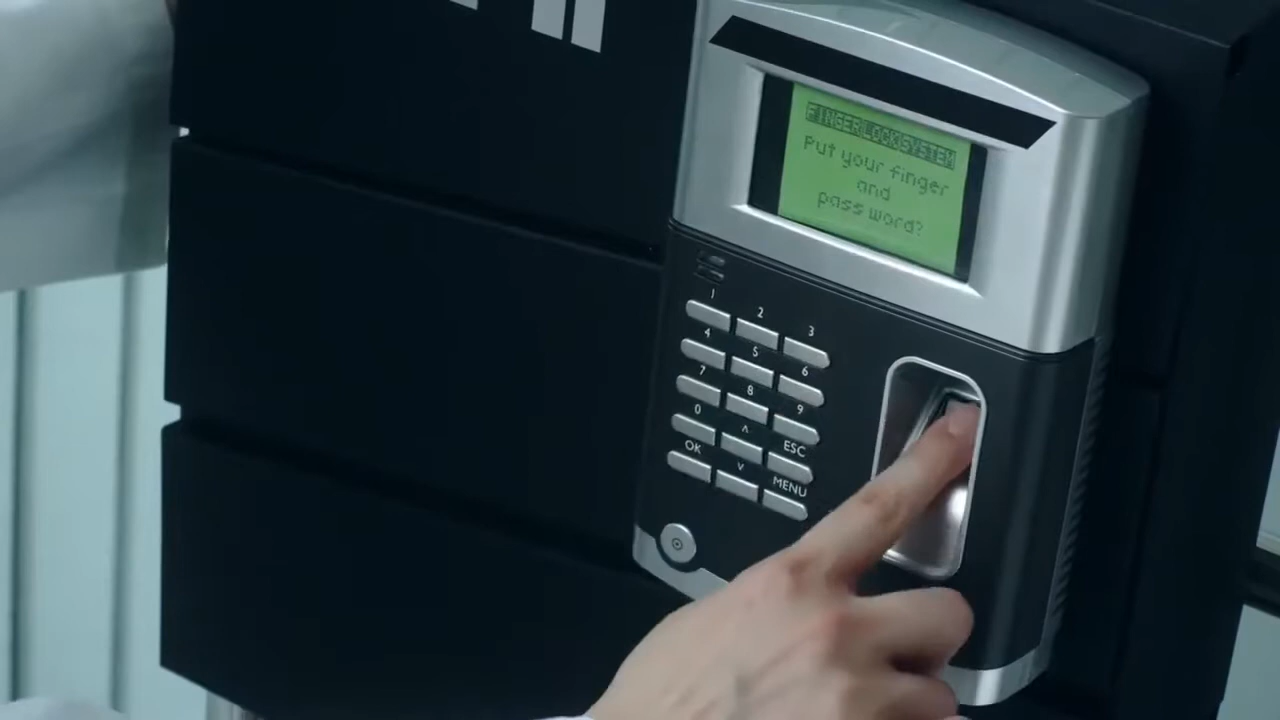 FINGERLOCKSYSTEM
Put your finger
and
pass word?
1 2 3
4 5 6
7 8 9
0 ^ ESC
OK v MENU